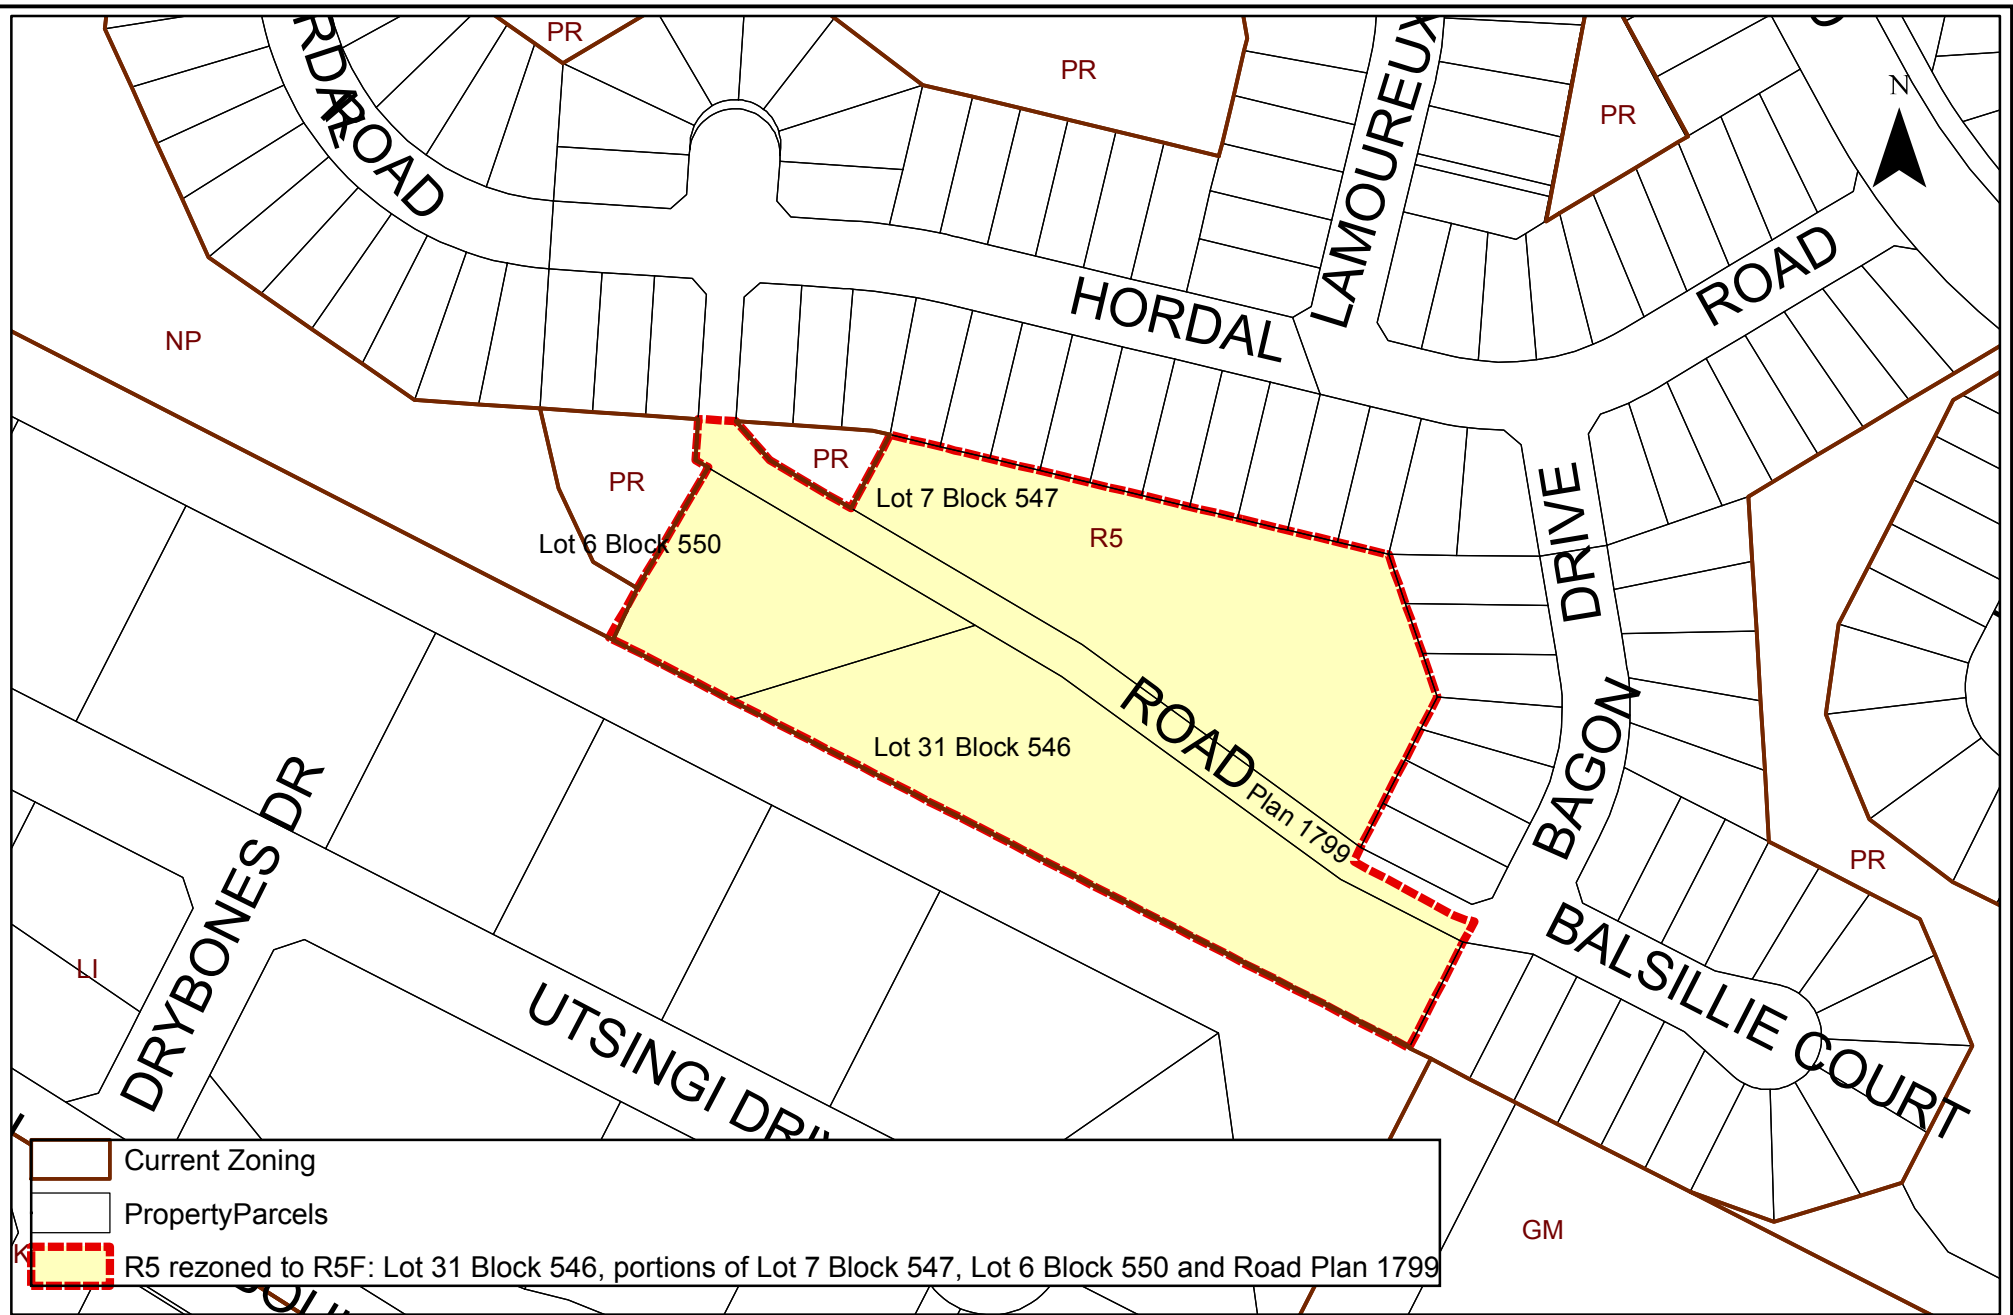 PR
PR
PR
N
LAMOUREUX
ROAD
HORDAL
ROAD
NP
PR
PR
Lot 7 Block 547
R5
Lot 6 Block 550
DRIVE
BAGON
ROAD
Plan 1799
Lot 31 Block 546
PR
LI
DRYBONES DR
UTSINGI
BALSILLIE COURT
GM
Current Zoning
PropertyParcels
R5 rezoned to R5F: Lot 31 Block 546, portions of Lot 7 Block 547, Lot 6 Block 550 and Road Plan 1799